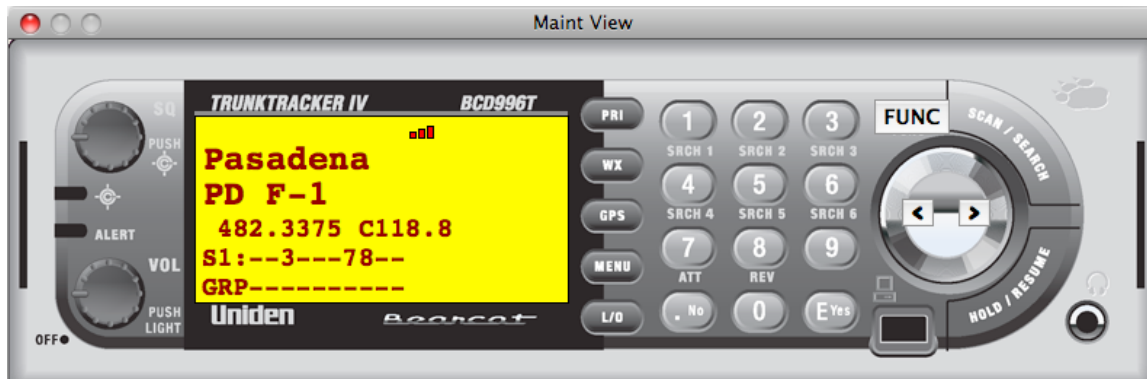 Maint View
TRUNKTRACKER IV BCD996T
Pasadena
PD F-1
482.3375 C118.8
S1:--3---78--
GRP----------
Uniden Bearcat
SQ
PUSH
ALERT
VOL
PUSH
LIGHT
OFF
PRI
WX
GPS
MENU
L/O
1 2 3
SRCH 1 SRCH 2 SRCH 3
4 5 6
SRCH 4 SRCH 5 SRCH 6
7 8 9
ATT REV
. No 0 E Yes
FUNC
< >
SCAN / SEARCH
HOLD / RESUME